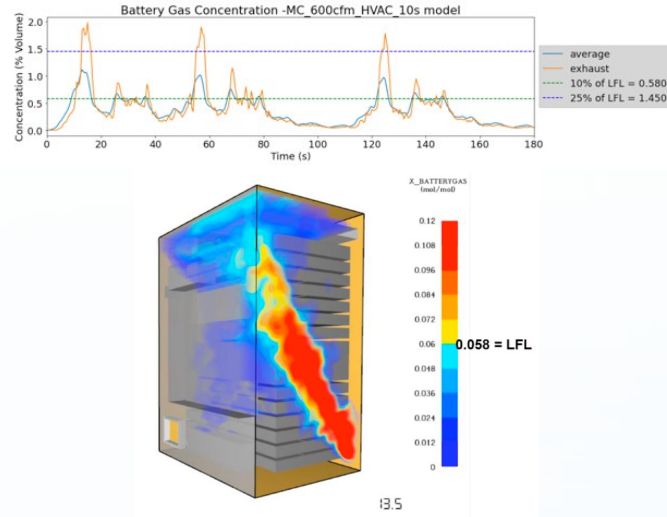 Battery Gas Concentration -MC_600cfm_HVAC_10s model
Concentration (% Volume)
2.0
1.5
1.0
0.5
0.0
0 20 40 60 80 100 120 140 160 180
Time (s)
average
exhaust
10% of LFL = 0.580
25% of LFL = 1.450
X_BATTERYGAS
(mol/mol)
0.12
0.108
0.096
0.084
0.072
0.06
0.058 = LFL
0.048
0.036
0.024
0.012
0
13.5